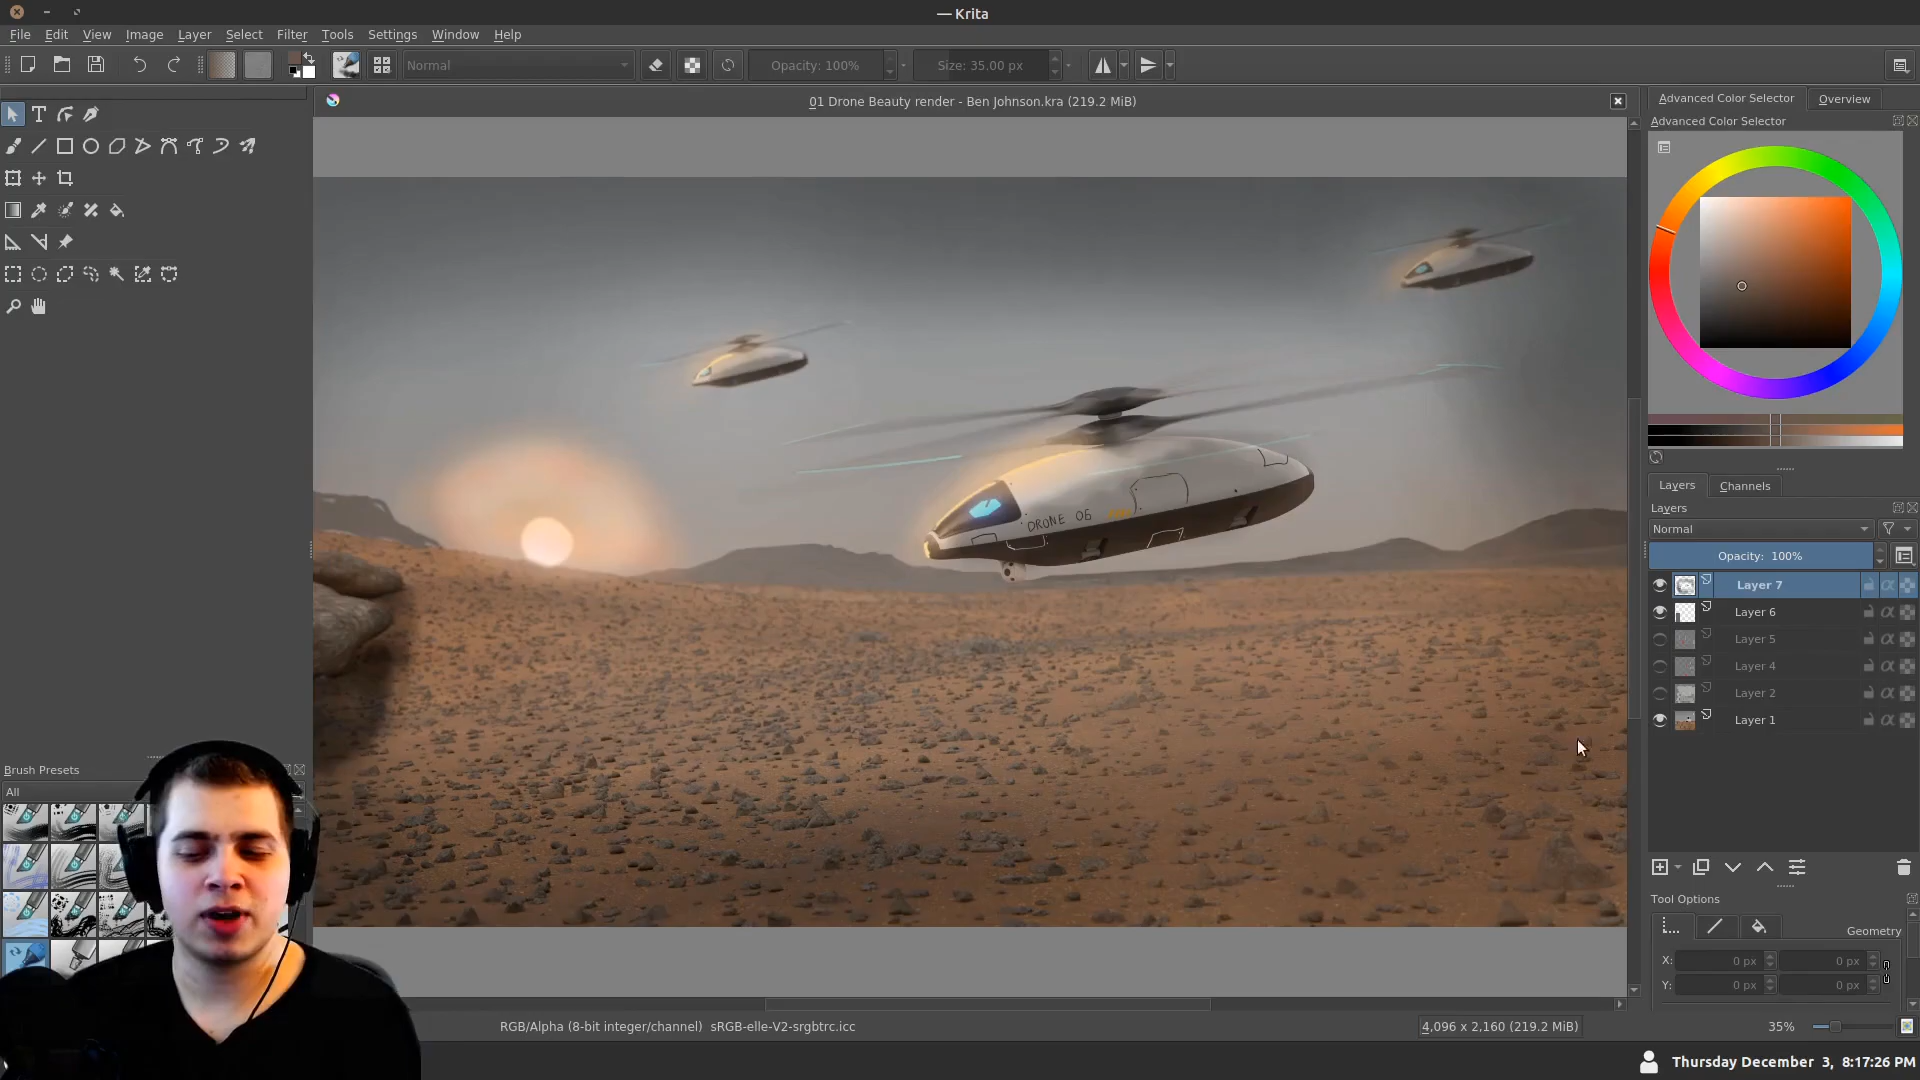 — Krita
File Edit View Image Layer Select Filter Tools Settings Window Help
Normal Opacity: 100% Size: 35.00 px
01 Drone Beauty render - Ben Johnson.kra (219.2 MiB)
Advanced Color Selector Overview
Advanced Color Selector
DRONE 06
Layers Channels
Layers
Normal
Opacity: 100%
Layer 7
Layer 6
Layer 5
Layer 4
Layer 2
Layer 1
Brush Presets
All
Tool Options
Geometry
X: 0 px 0 px
Y: 0 px 0 px
RGB/Alpha (8-bit integer/channel) sRGB-elle-V2-srgbtrc.icc
4,096 x 2,160 (219.2 MiB)
35%
Thursday December 3, 8:17:26 PM